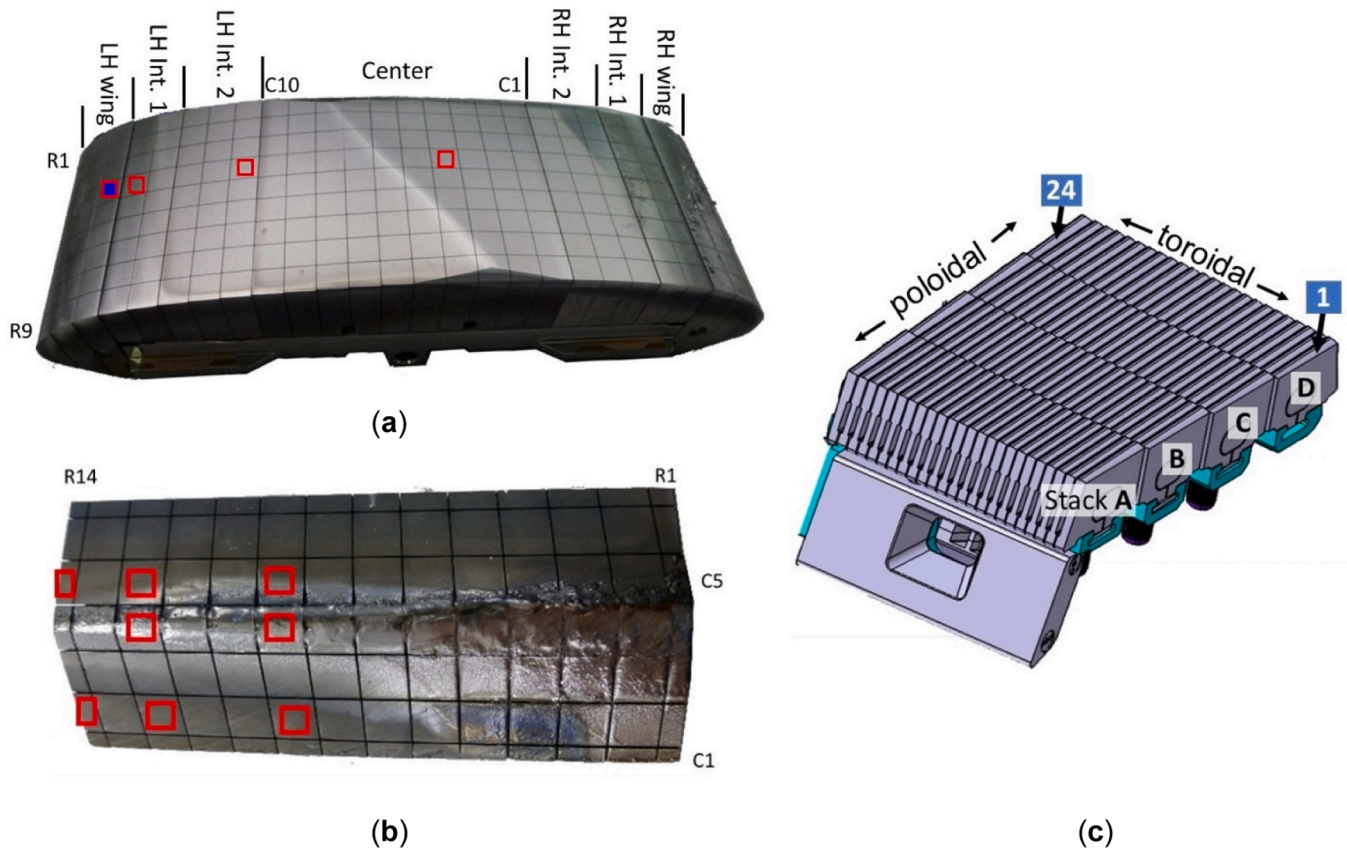 LH wing
LH Int. 1
LH Int. 2
C10
Center
C1
RH Int. 2
RH Int. 1
RH wing
R1
R9
(a)
R14
R1
C5
C1
(b)
24
poloidal
toroidal
1
D
C
B
Stack A
(c)